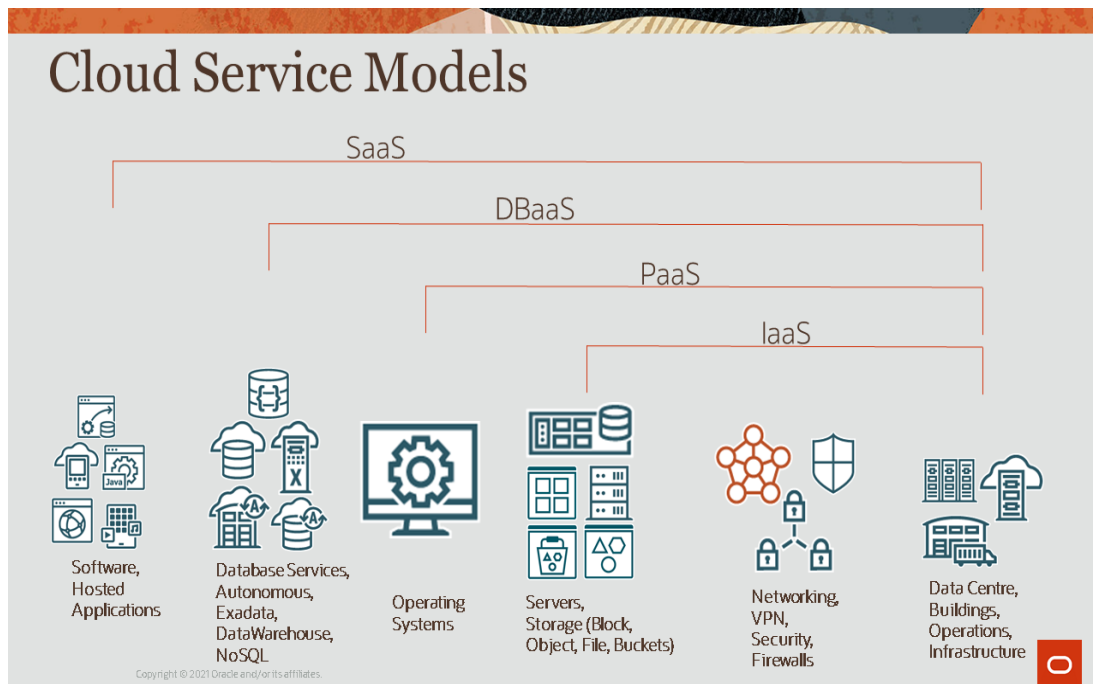 Cloud Service Models
SaaS
DBaaS
PaaS
IaaS
Java
X
A
A
Software,
Hosted
Applications
Database Services,
Autonomous,
Exadata,
DataWarehouse,
NoSQL
Operating
Systems
Servers,
Storage (Block,
Object, File, Buckets)
Networking,
VPN,
Security,
Firewalls
Data Centre,
Buildings,
Operations,
Infrastructure
Copyright © 2021 Oracle and/or its affiliates.